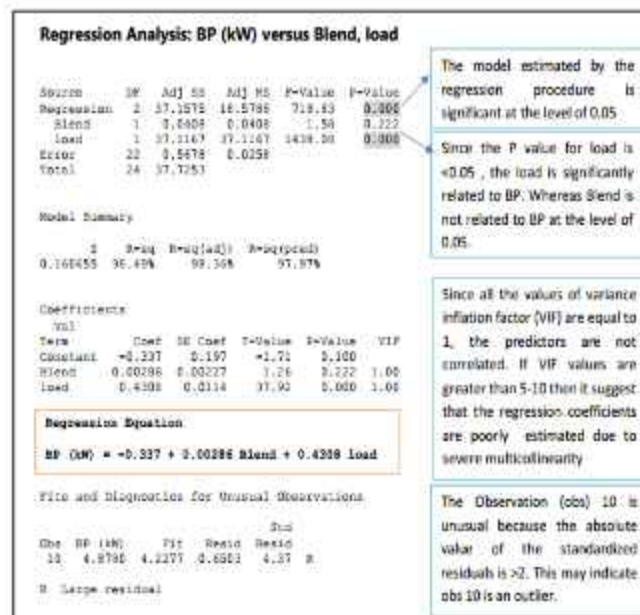 Regression Analysis: BP (kW) versus Blend, load
Source DF Adj SS Adj MS F-Value P-Value
Regression 2 37.1575 18.5788 719.83 0.000
Blend 1 0.0408 0.0408 1.58 0.222
load 1 37.1167 37.1167 0.000
Error 22 0.5678 0.0258
Total 24 37.7253
Model Summary
S R-sq R-sq(adj) R-sq(pred)
0.160655 97.97%
Coefficients
Term Coef SE Coef T-Value P-Value VIF
Constant -0.337 0.197 -1.71 0.100
Blend 0.00286 0.00227 1.26 0.222 1.00
load 0.4308 0.0114 37.92 0.000 1.00
Regression Equation
BP (kW) = -0.337 + 0.00286 Blend + 0.4308 load
Fits and Diagnostics for Unusual Observations
Std
Obs BP (kW) Fit Resid Resid
10 4.8780 4.2277 0.6503 4.37 R
R Large residual
The model estimated by the
regression procedure is
significant at the level of 0.05
Since the P value for load is
<0.05 , the load is significantly
related to BP. Whereas Blend is
not related to BP at the level of
0.05.
Since all the values of variance
inflation factor (VIF) are equal to
1, the predictors are not
correlated. If VIF values are
greater than 5-10 then it suggest
that the regression coefficients
are poorly estimated due to
severe multicollinearity
The Observation (obs) 10 is
unusual because the absolute
value of the standardized
residuals is >2. This may indicate
obs 10 is an outlier.